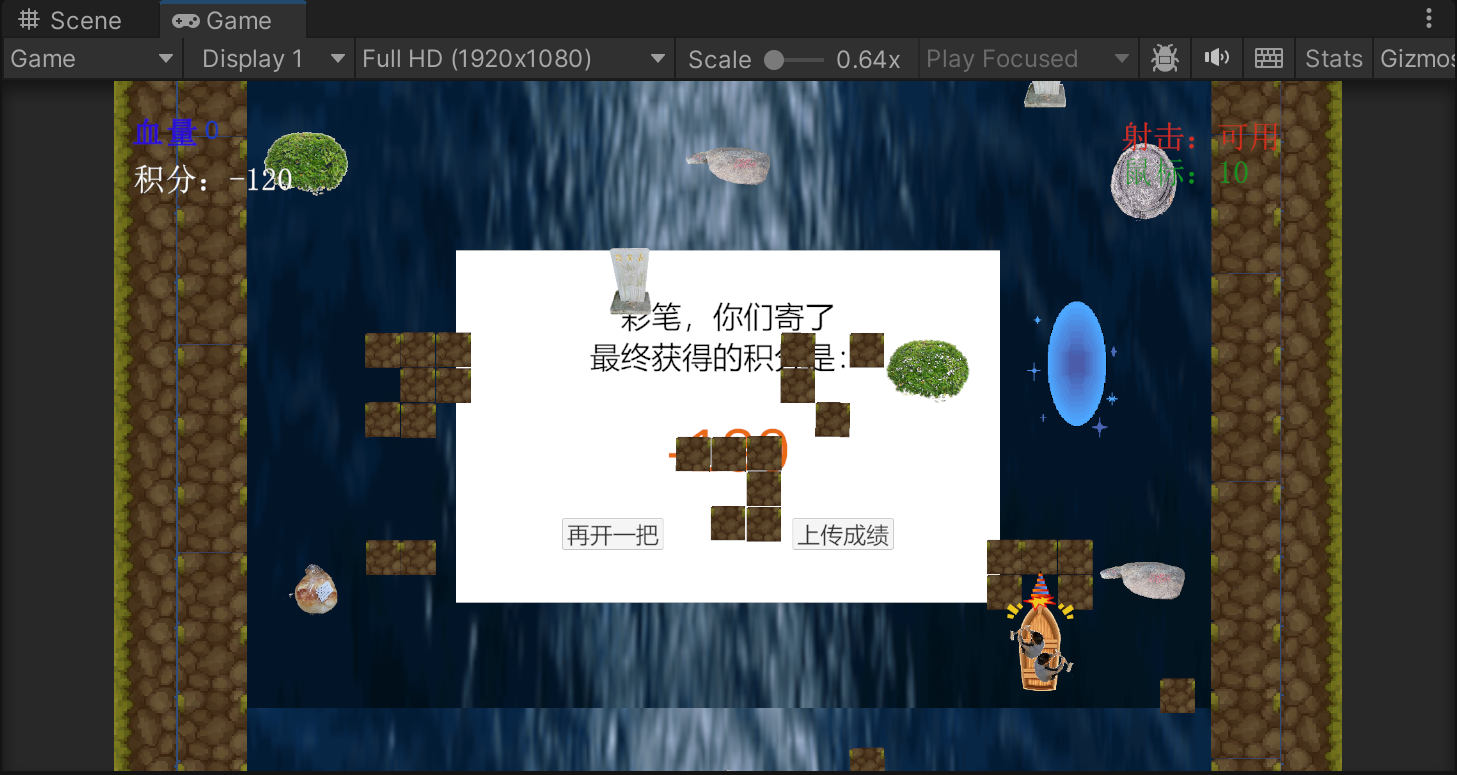 Scene
Game
Game
Display 1
Full HD (1920x1080)
Scale
0.64x
Play Focused
Stats
Gizmos
血量 0
积分：-120
射击：可用
鼠标：10
彩笔，你们寄了
最终获得的积分是：
-120
再开一把
上传成绩